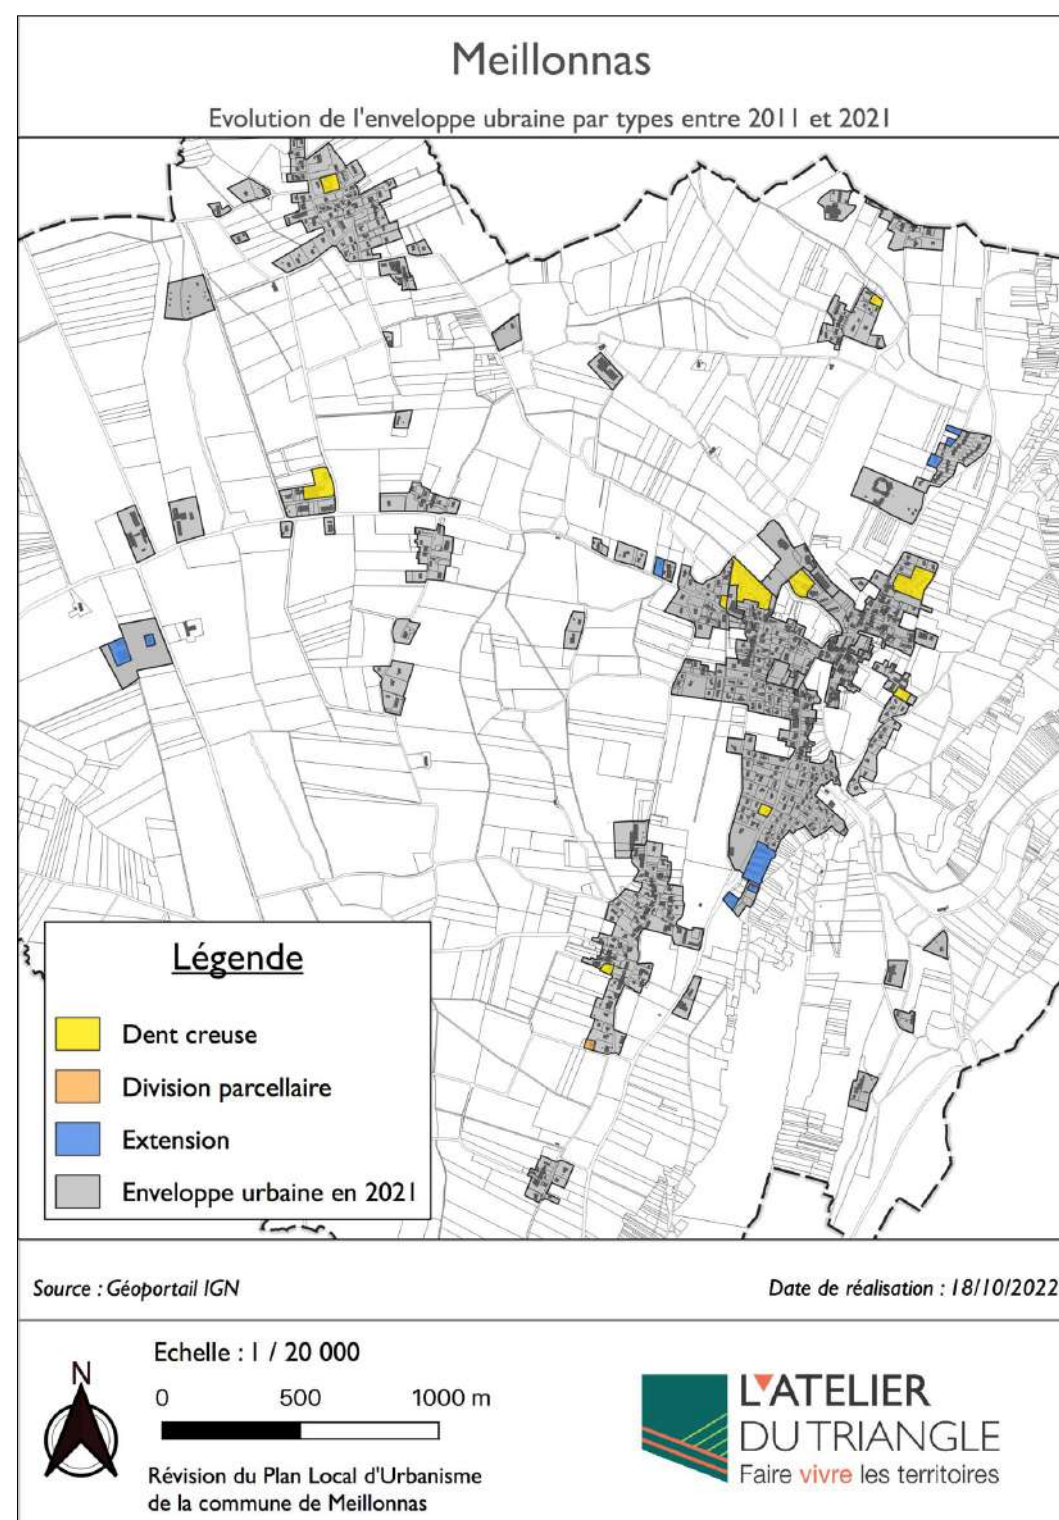 Meillonnas
Evolution de l'enveloppe ubraine par types entre 2011 et 2021
Légende
Dent creuse
Division parcellaire
Extension
Enveloppe urbaine en 2021
Source : Géoportail IGN
Date de réalisation : 18/10/2022
Echelle : 1 / 20 000
N
0 500 1000 m
Révision du Plan Local d'Urbanisme
de la commune de Meillonnas
L'ATELIER
DU TRIANGLE
Faire vivre les territoires